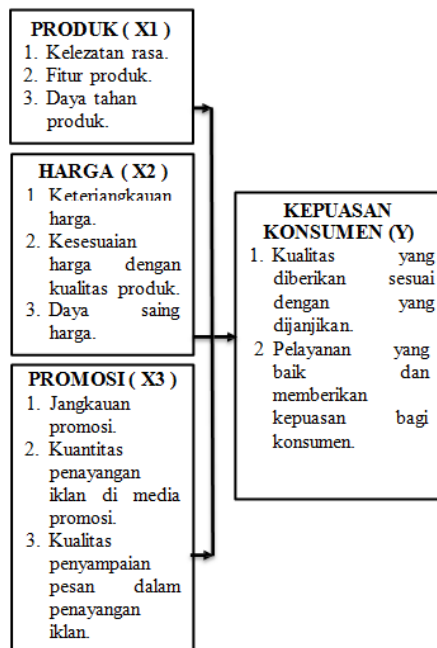 PRODUK ( X1 )
1. Kelezatan rasa.
2. Fitur produk.
3. Daya tahan
produk.
HARGA ( X2 )
1 Keterjangkauan
harga.
2. Kesesuaian
harga dengan
kualitas produk.
3. Daya saing
harga.
PROMOSI ( X3 )
1. Jangkauan
promosi.
2. Kuantitas
penayangan
iklan di media
promosi.
3. Kualitas
penyampaian
pesan dalam
penayangan
iklan.
KEPUASAN
KONSUMEN (Y)
1. Kualitas yang
diberikan sesuai
dengan yang
dijanjikan.
2 Pelayanan yang
baik dan
memberikan
kepuasan bagi
konsumen.